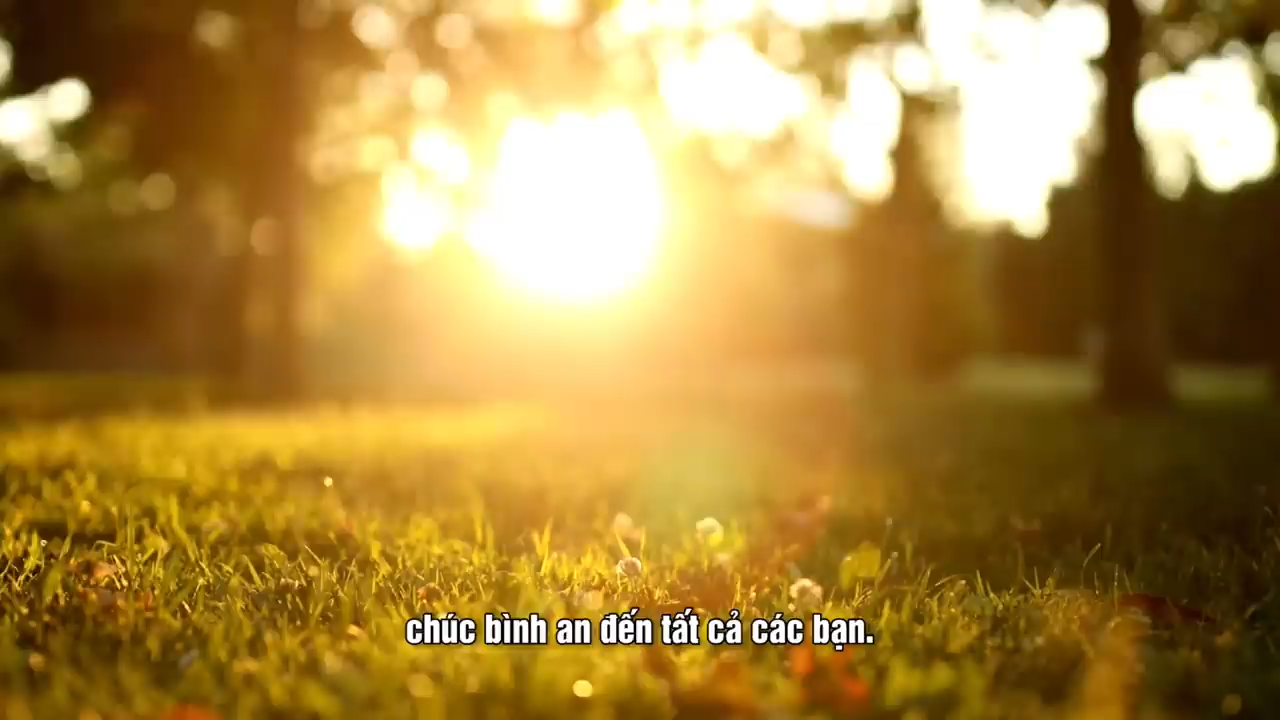 chúc bình an đến tất cả các bạn.